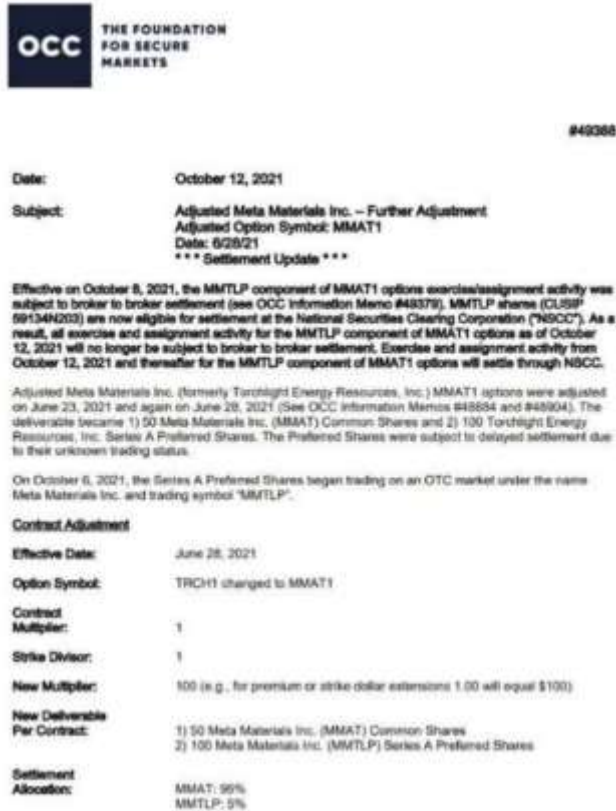 OCC
THE FOUNDATION
FOR SECURE
MARKETS
#49388
Date: October 12, 2021
Subject: Adjusted Meta Materials Inc. – Further Adjustment
Adjusted Option Symbol: MMAT1
Date: 6/28/21
* * * Settlement Update * * *
Effective on October 8, 2021, the MMTLP component of MMAT1 options exercise/assignment activity was
subject to broker to broker settlement (see OCC Information Memo #49379). MMTLP shares (CUSIP
59134N203) are now eligible for settlement at the National Securities Clearing Corporation ("NSCC"). As a
result, all exercise and assignment activity for the MMTLP component of MMAT1 options as of October
12, 2021 will no longer be subject to broker to broker settlement. Exercise and assignment activity from
October 12, 2021 and thereafter for the MMTLP component of MMAT1 options will settle through NSCC.
Adjusted Meta Materials Inc. (formerly Torchlight Energy Resources, Inc.) MMAT1 options were adjusted
on June 23, 2021 and again on June 28, 2021 (See OCC Information Memos #48884 and #48904). The
deliverable became 1) 50 Meta Materials Inc. (MMAT) Common Shares and 2) 100 Torchlight Energy
Resources, Inc. Series A Preferred Shares. The Preferred Shares were subject to delayed settlement due
to their unknown trading status.
On October 6, 2021, the Series A Preferred Shares began trading on an OTC market under the name
Meta Materials Inc. and trading symbol "MMTLP".
Contract Adjustment
Effective Date: June 28, 2021
Option Symbol: TRCH1 changed to MMAT1
Contract
Multiplier: 1
Strike Divisor: 1
New Multiplier: 100 (e.g., for premium or strike dollar extensions 1.00 will equal $100)
New Deliverable
Per Contract: 1) 50 Meta Materials Inc. (MMAT) Common Shares
2) 100 Meta Materials Inc. (MMTLP) Series A Preferred Shares
Settlement
Allocation: MMAT: 95%
MMTLP: 5%